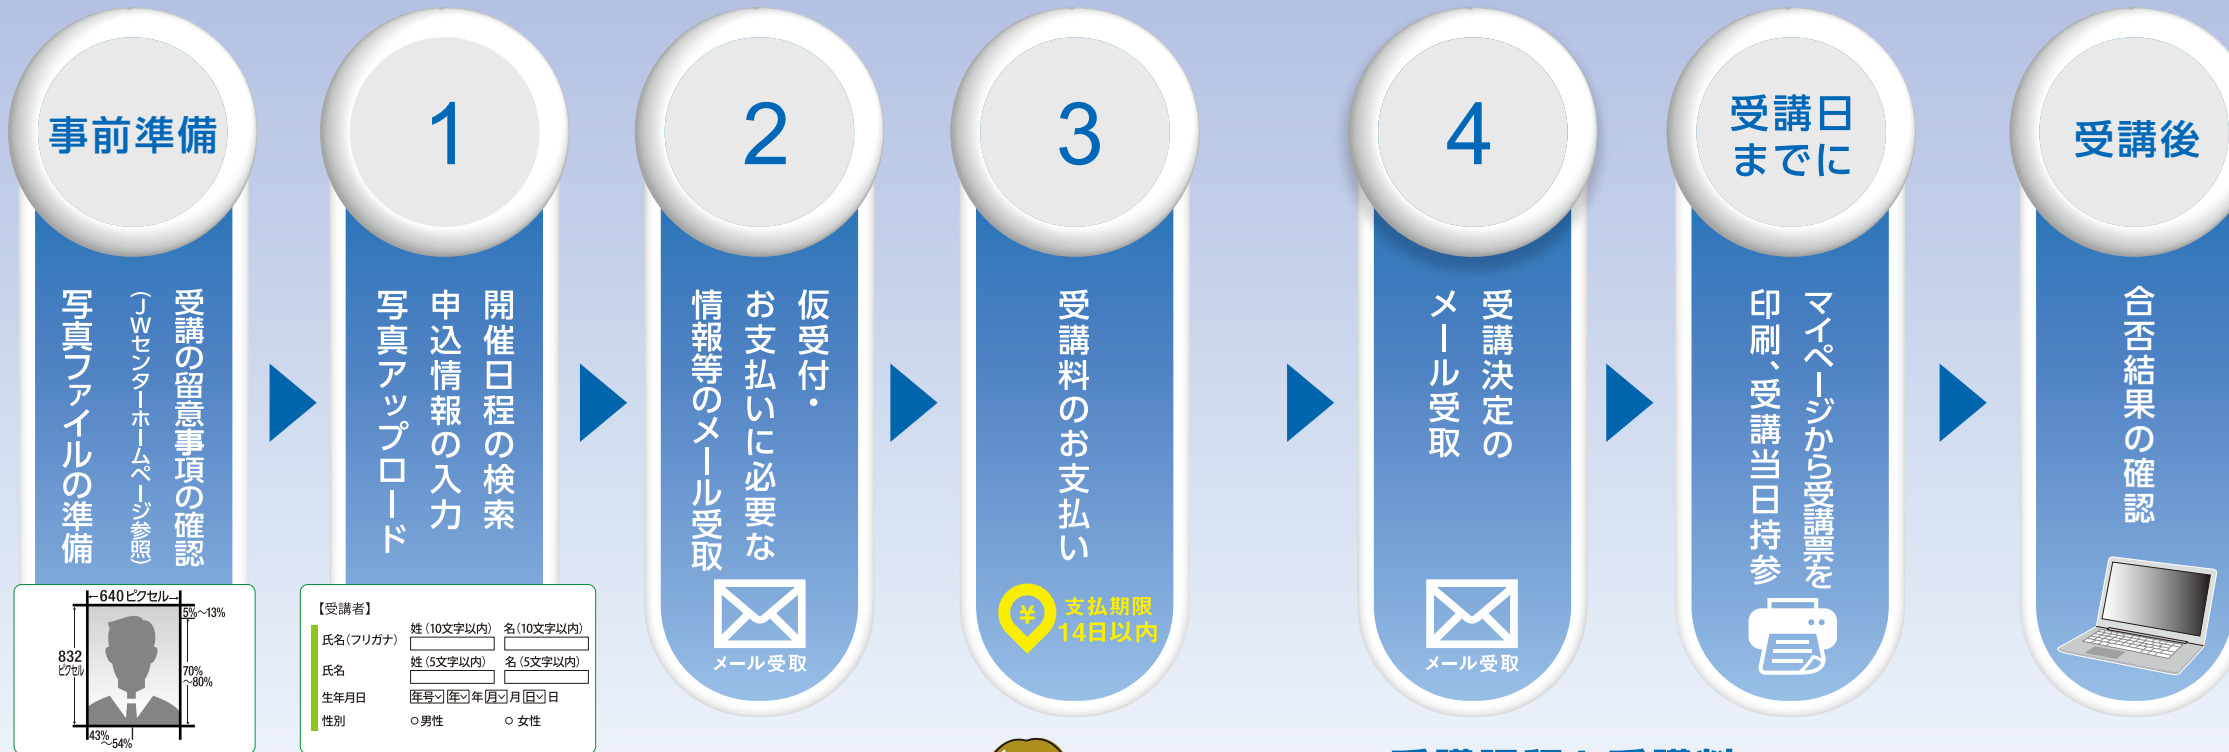 事前準備
受講の留意事項の確認
（JWセンターホームページ参照）
写真ファイルの準備
←640ピクセル→
5%～13%
832
ピクセル
70%
～80%
43%
～54%
1
開催日程の検索
申込情報の入力
写真アップロード
【受講者】
姓（10文字以内） 名（10文字以内）
氏名（フリガナ）
姓（5文字以内） 名（5文字以内）
氏名
生年月日 年号 年 年 月 月 日 日
性別 ○男性 ○女性
2
仮受付・
お支払いに必要な
情報等のメール受取
メール受取
3
受講料のお支払い
¥
支払期限
14日以内
4
受講決定の
メール受取
メール受取
受講日
までに
マイページから受講票を
印刷、受講当日持参
受講後
合否結果の確認